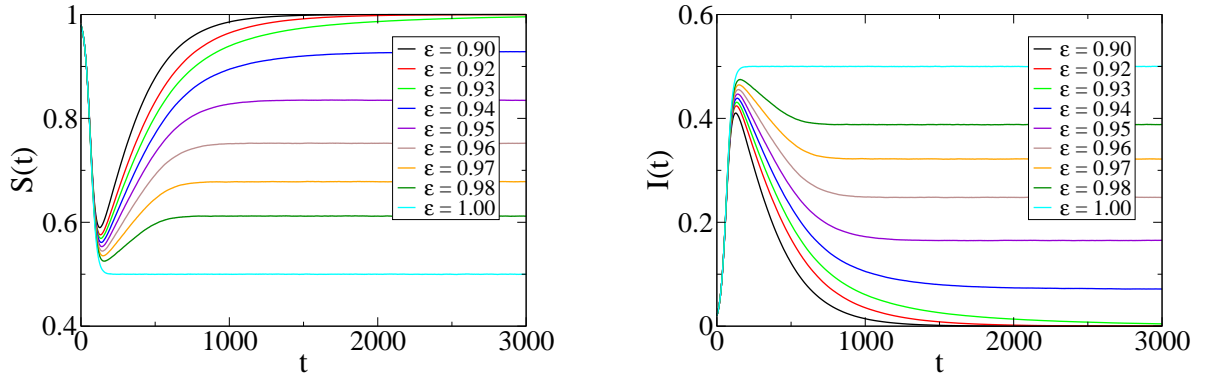 1
0.8
0.6
0.4
S(t)
0
1000
2000
3000
t
ε = 0.90
ε = 0.92
ε = 0.93
ε = 0.94
ε = 0.95
ε = 0.96
ε = 0.97
ε = 0.98
ε = 1.00
0.6
0.4
0.2
0
I(t)
0
1000
2000
3000
t
ε = 0.90
ε = 0.92
ε = 0.93
ε = 0.94
ε = 0.95
ε = 0.96
ε = 0.97
ε = 0.98
ε = 1.00